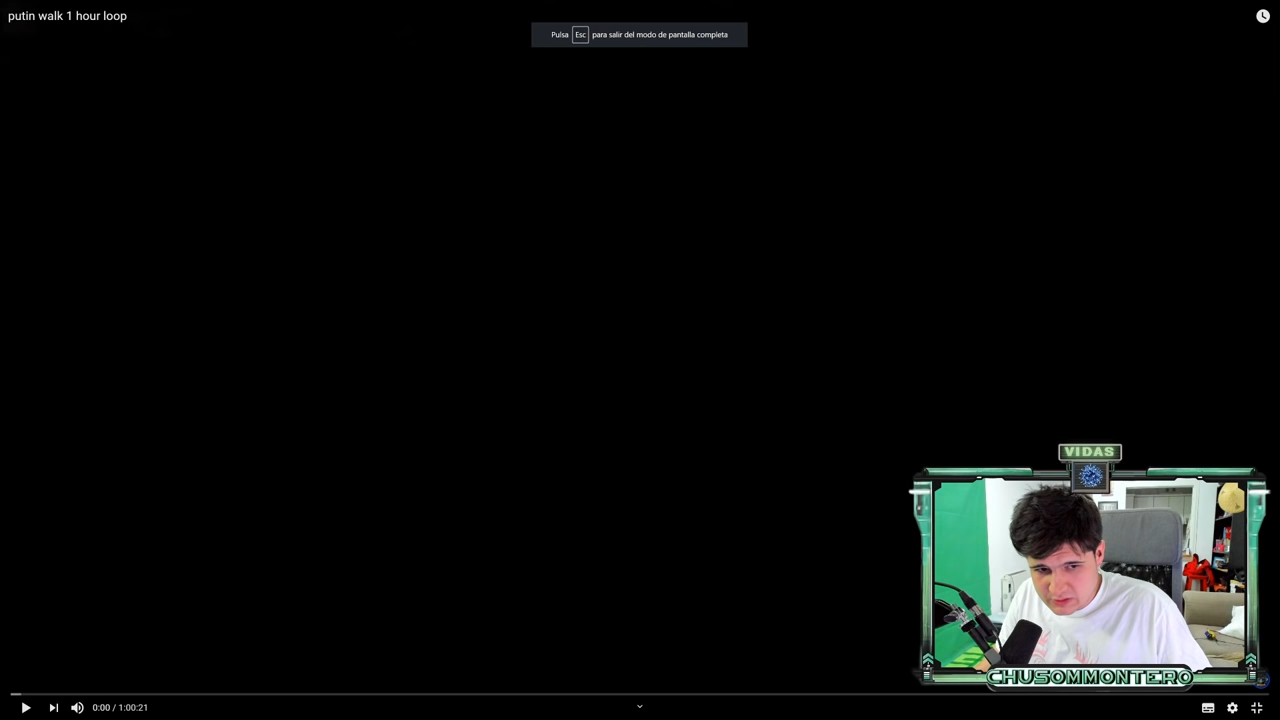 putin walk 1 hour loop
Pulsa Esc para salir del modo de pantalla completa
VIDAS
CHUSOMMONTERO
0:00 / 1:00:21